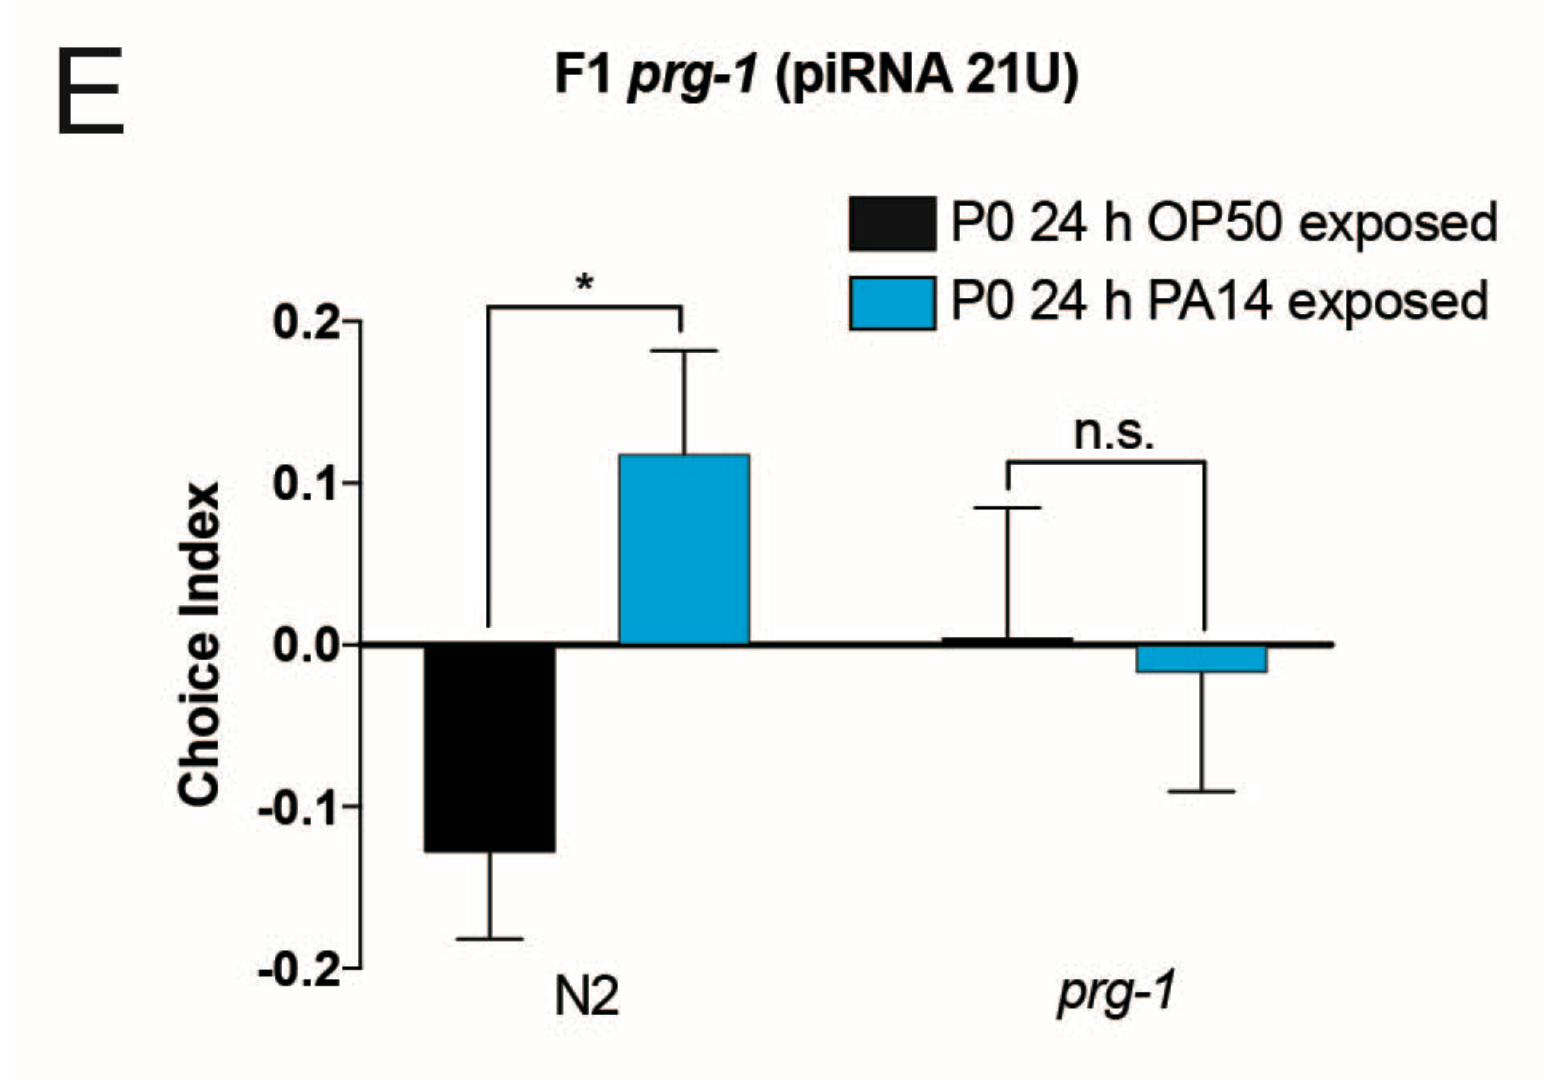 E
F1 prg-1 (piRNA 21U)
P0 24 h OP50 exposed
P0 24 h PA14 exposed
*
n.s.
0.2
0.1
0.0
-0.1
-0.2
Choice Index
N2
prg-1